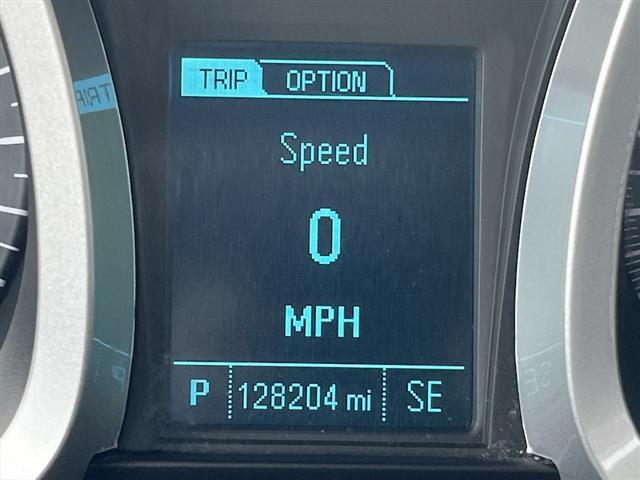 TRIP OPTION
Speed
0
MPH
P 128204 mi SE